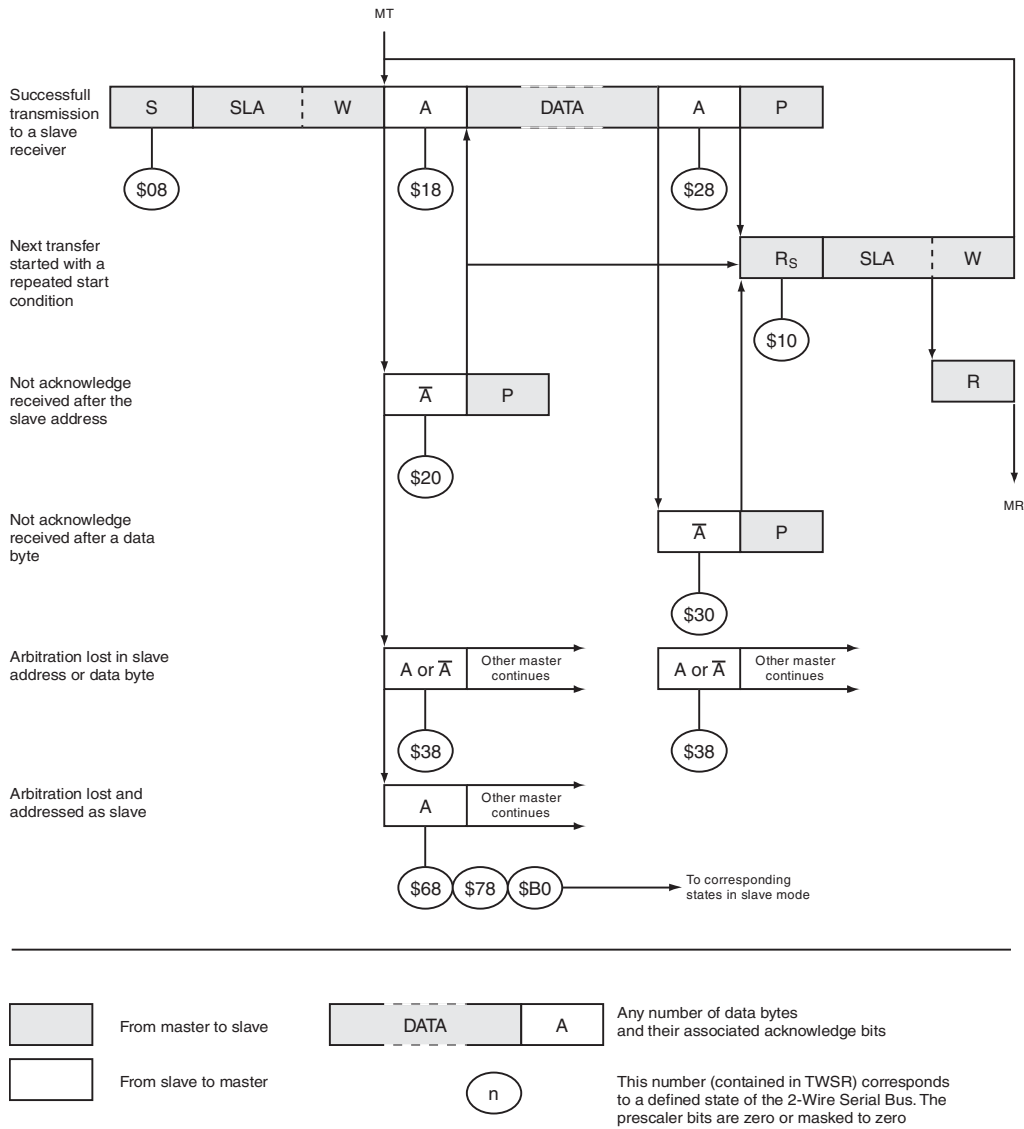 MT
Successfull
transmission
to a slave
receiver
S SLA W A DATA A P
$08 $18 $28
Next transfer
started with a
repeated start
condition
RS SLA W
$10
Not acknowledge
received after the
slave address
A̅ P
R
$20
MR
Not acknowledge
received after a data
byte
A̅ P
$30
Arbitration lost in slave
address or data byte
A or A̅ Other master
continues
A or A̅ Other master
continues
$38 $38
Arbitration lost and
addressed as slave
A Other master
continues
$68 $78 $B0
To corresponding
states in slave mode
From master to slave
DATA A
Any number of data bytes
and their associated acknowledge bits
From slave to master
n
This number (contained in TWSR) corresponds
to a defined state of the 2-Wire Serial Bus. The
prescaler bits are zero or masked to zero